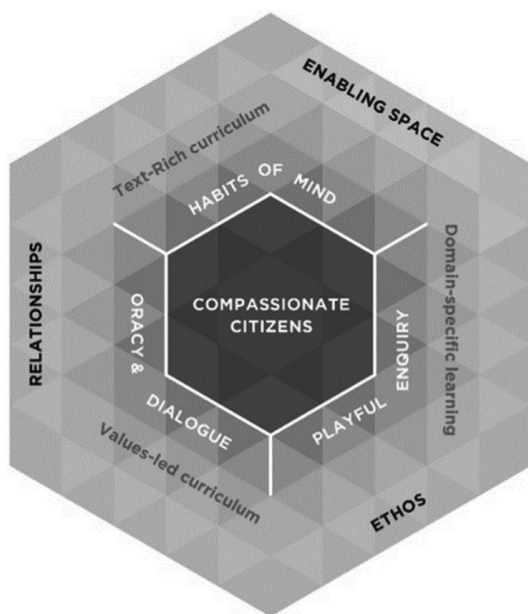 ENABLING SPACE
Text-Rich curriculum
HABITS OF MIND
RELATIONSHIPS
COMPASSIONATE
CITIZENS
Domain-specific learning
ORACY &
DIALOGUE
PLAYFUL
ENQUIRY
Values-led curriculum
ETHOS